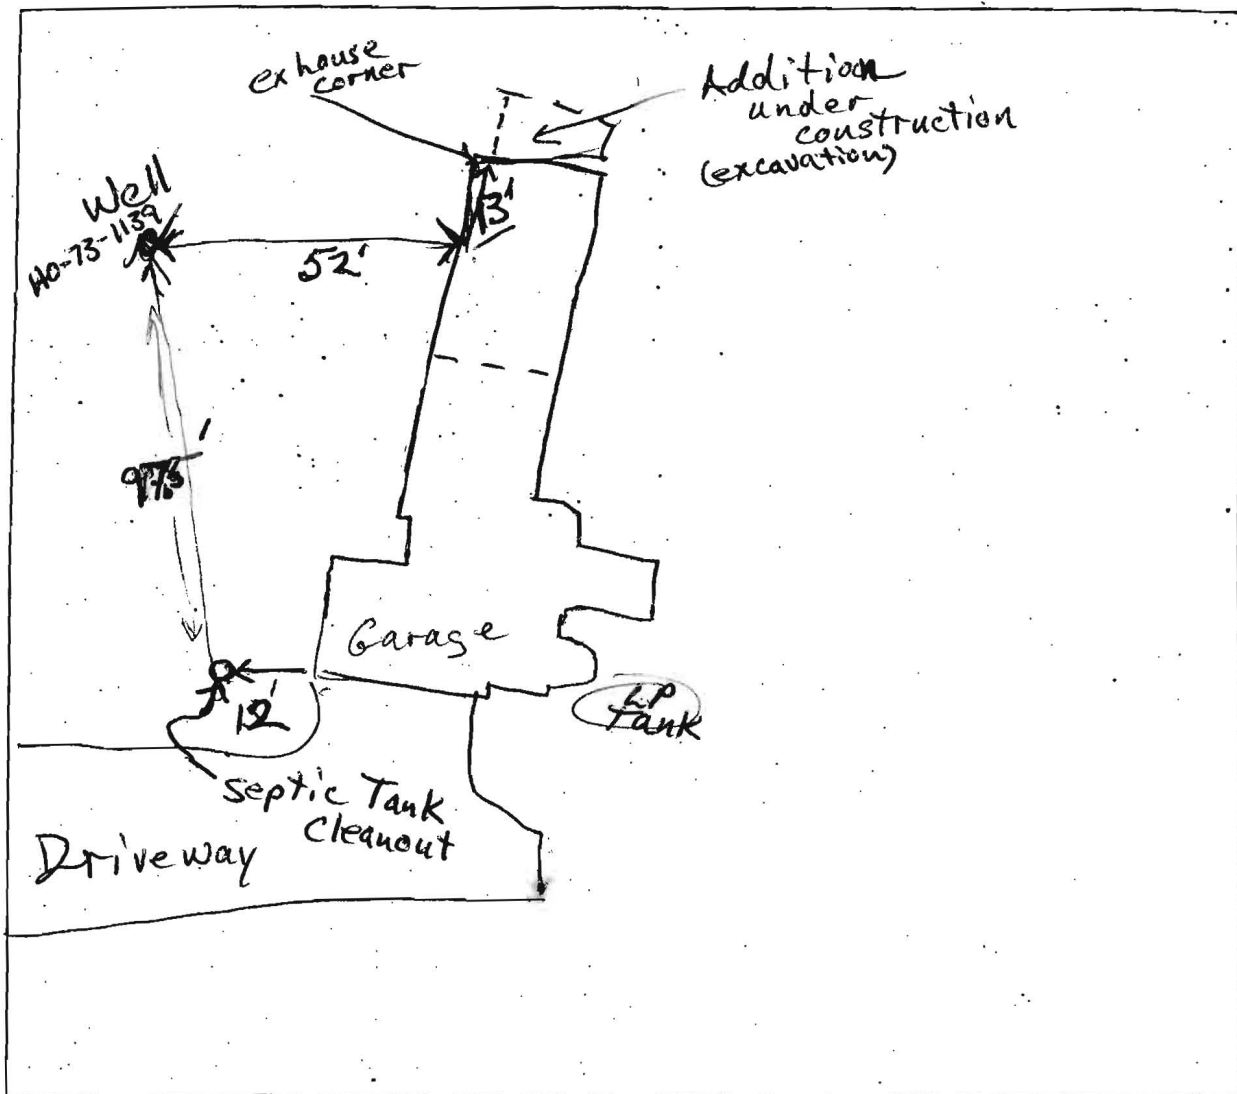 ex house
corner
Addition
under
construction
(excavation)
Well
HO-73-1139
13'
52'
Garage
LP
Tank
12'
Septic Tank
Cleanout
Driveway